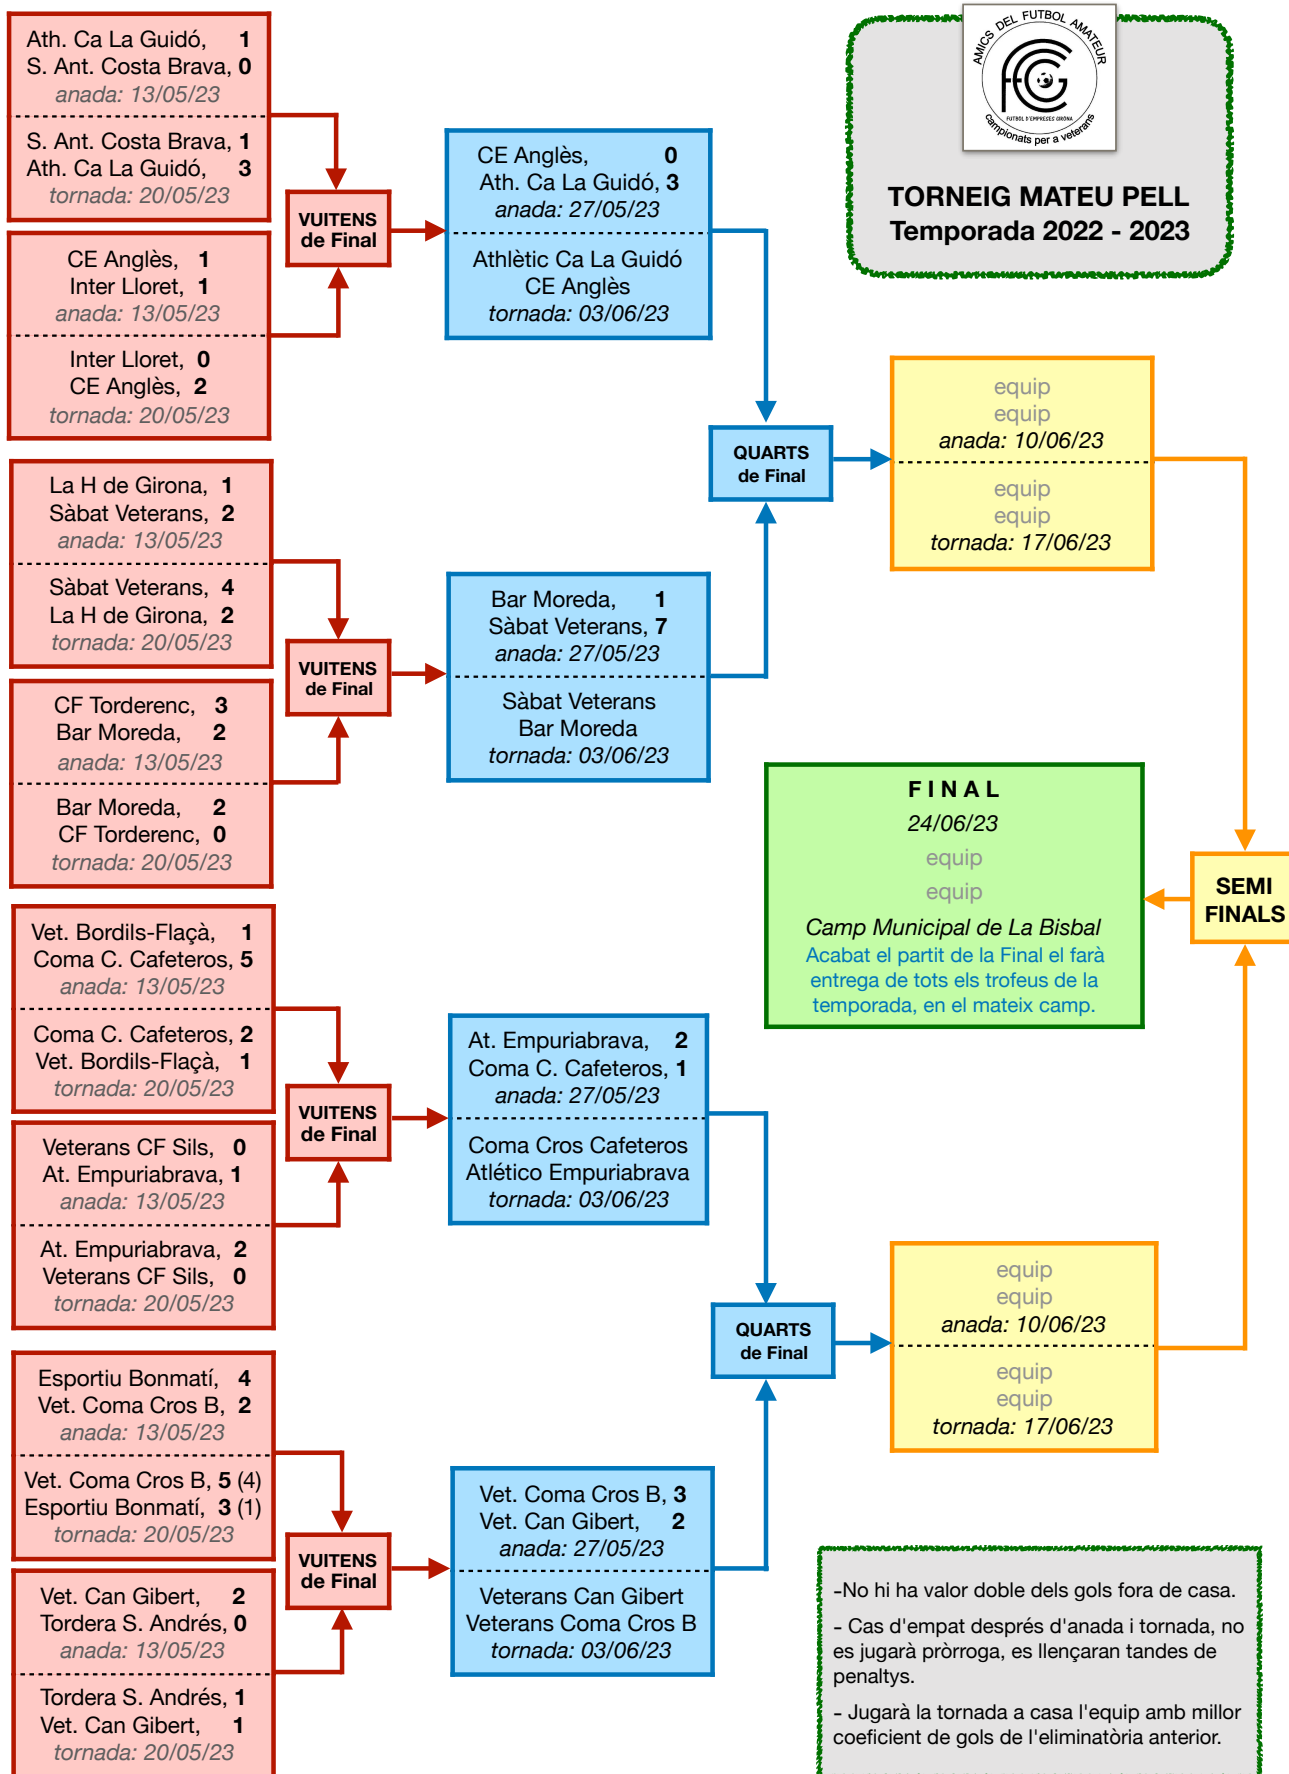 Ath. Ca La Guidó, 1
S. Ant. Costa Brava, 0
anada: 13/05/23
S. Ant. Costa Brava, 1
Ath. Ca La Guidó, 3
tornada: 20/05/23
CE Anglès, 1
Inter Lloret, 1
anada: 13/05/23
Inter Lloret, 0
CE Anglès, 2
tornada: 20/05/23
VUITENS
de Final
CE Anglès, 0
Ath. Ca La Guidó, 3
anada: 27/05/23
Athlètic Ca La Guidó
CE Anglès
tornada: 03/06/23
AMICS DEL FUTBOL AMATEUR
FUTBOL D'EMPRESES GIRONA
campionats per a veterans
TORNEIG MATEU PELL
Temporada 2022 - 2023
La H de Girona, 1
Sàbat Veterans, 2
anada: 13/05/23
Sàbat Veterans, 4
La H de Girona, 2
tornada: 20/05/23
CF Torderenc, 3
Bar Moreda, 2
anada: 13/05/23
Bar Moreda, 2
CF Torderenc, 0
tornada: 20/05/23
VUITENS
de Final
Bar Moreda, 1
Sàbat Veterans, 7
anada: 27/05/23
Sàbat Veterans
Bar Moreda
tornada: 03/06/23
QUARTS
de Final
equip
equip
anada: 10/06/23
equip
equip
tornada: 17/06/23
FINAL
24/06/23
equip
equip
Camp Municipal de La Bisbal
Acabat el partit de la Final el farà
entrega de tots els trofeus de la
temporada, en el mateix camp.
SEMI
FINALS
Vet. Bordils-Flaçà, 1
Coma C. Cafeteros, 5
anada: 13/05/23
Coma C. Cafeteros, 2
Vet. Bordils-Flaçà, 1
tornada: 20/05/23
Veterans CF Sils, 0
At. Empuriabrava, 1
anada: 13/05/23
At. Empuriabrava, 2
Veterans CF Sils, 0
tornada: 20/05/23
VUITENS
de Final
At. Empuriabrava, 2
Coma C. Cafeteros, 1
anada: 27/05/23
Coma Cros Cafeteros
Atlético Empuriabrava
tornada: 03/06/23
QUARTS
de Final
equip
equip
anada: 10/06/23
equip
equip
tornada: 17/06/23
Esportiu Bonmatí, 4
Vet. Coma Cros B, 2
anada: 13/05/23
Vet. Coma Cros B, 5 (4)
Esportiu Bonmatí, 3 (1)
tornada: 20/05/23
Vet. Can Gibert, 2
Tordera S. Andrés, 0
anada: 13/05/23
Tordera S. Andrés, 1
Vet. Can Gibert, 1
tornada: 20/05/23
VUITENS
de Final
Vet. Coma Cros B, 3
Vet. Can Gibert, 2
anada: 27/05/23
Veterans Can Gibert
Veterans Coma Cros B
tornada: 03/06/23
-No hi ha valor doble dels gols fora de casa.
- Cas d'empat després d'anada i tornada, no
es jugarà pròrroga, es llençaran tandes de
penaltys.
- Jugarà la tornada a casa l'equip amb millor
coeficient de gols de l'eliminatòria anterior.